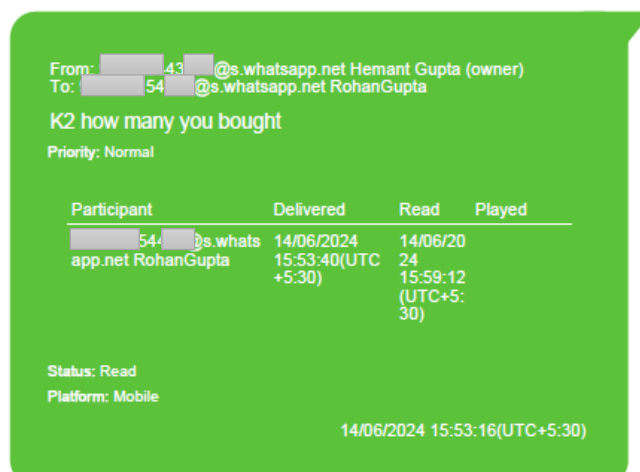 From: 43 @s.whatsapp.net Hemant Gupta (owner)
To: 54 @s.whatsapp.net RohanGupta
K2 how many you bought
Priority: Normal
Participant Delivered Read Played
544 @s.whats 14/06/2024 14/06/20
app.net RohanGupta 15:53:40(UTC 24
+5:30) 15:59:12
(UTC+5:
30)
Status: Read
Platform: Mobile
14/06/2024 15:53:16(UTC+5:30)